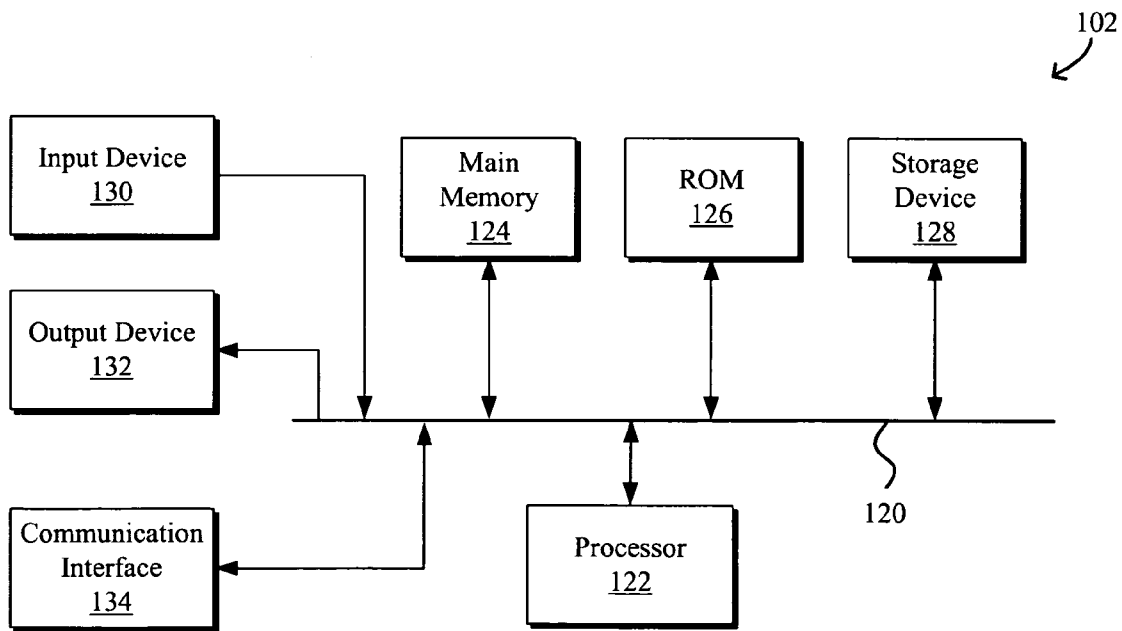 102
Input Device
130
Main
Memory
124
ROM
126
Storage
Device
128
Output Device
132
120
Communication
Interface
134
Processor
122